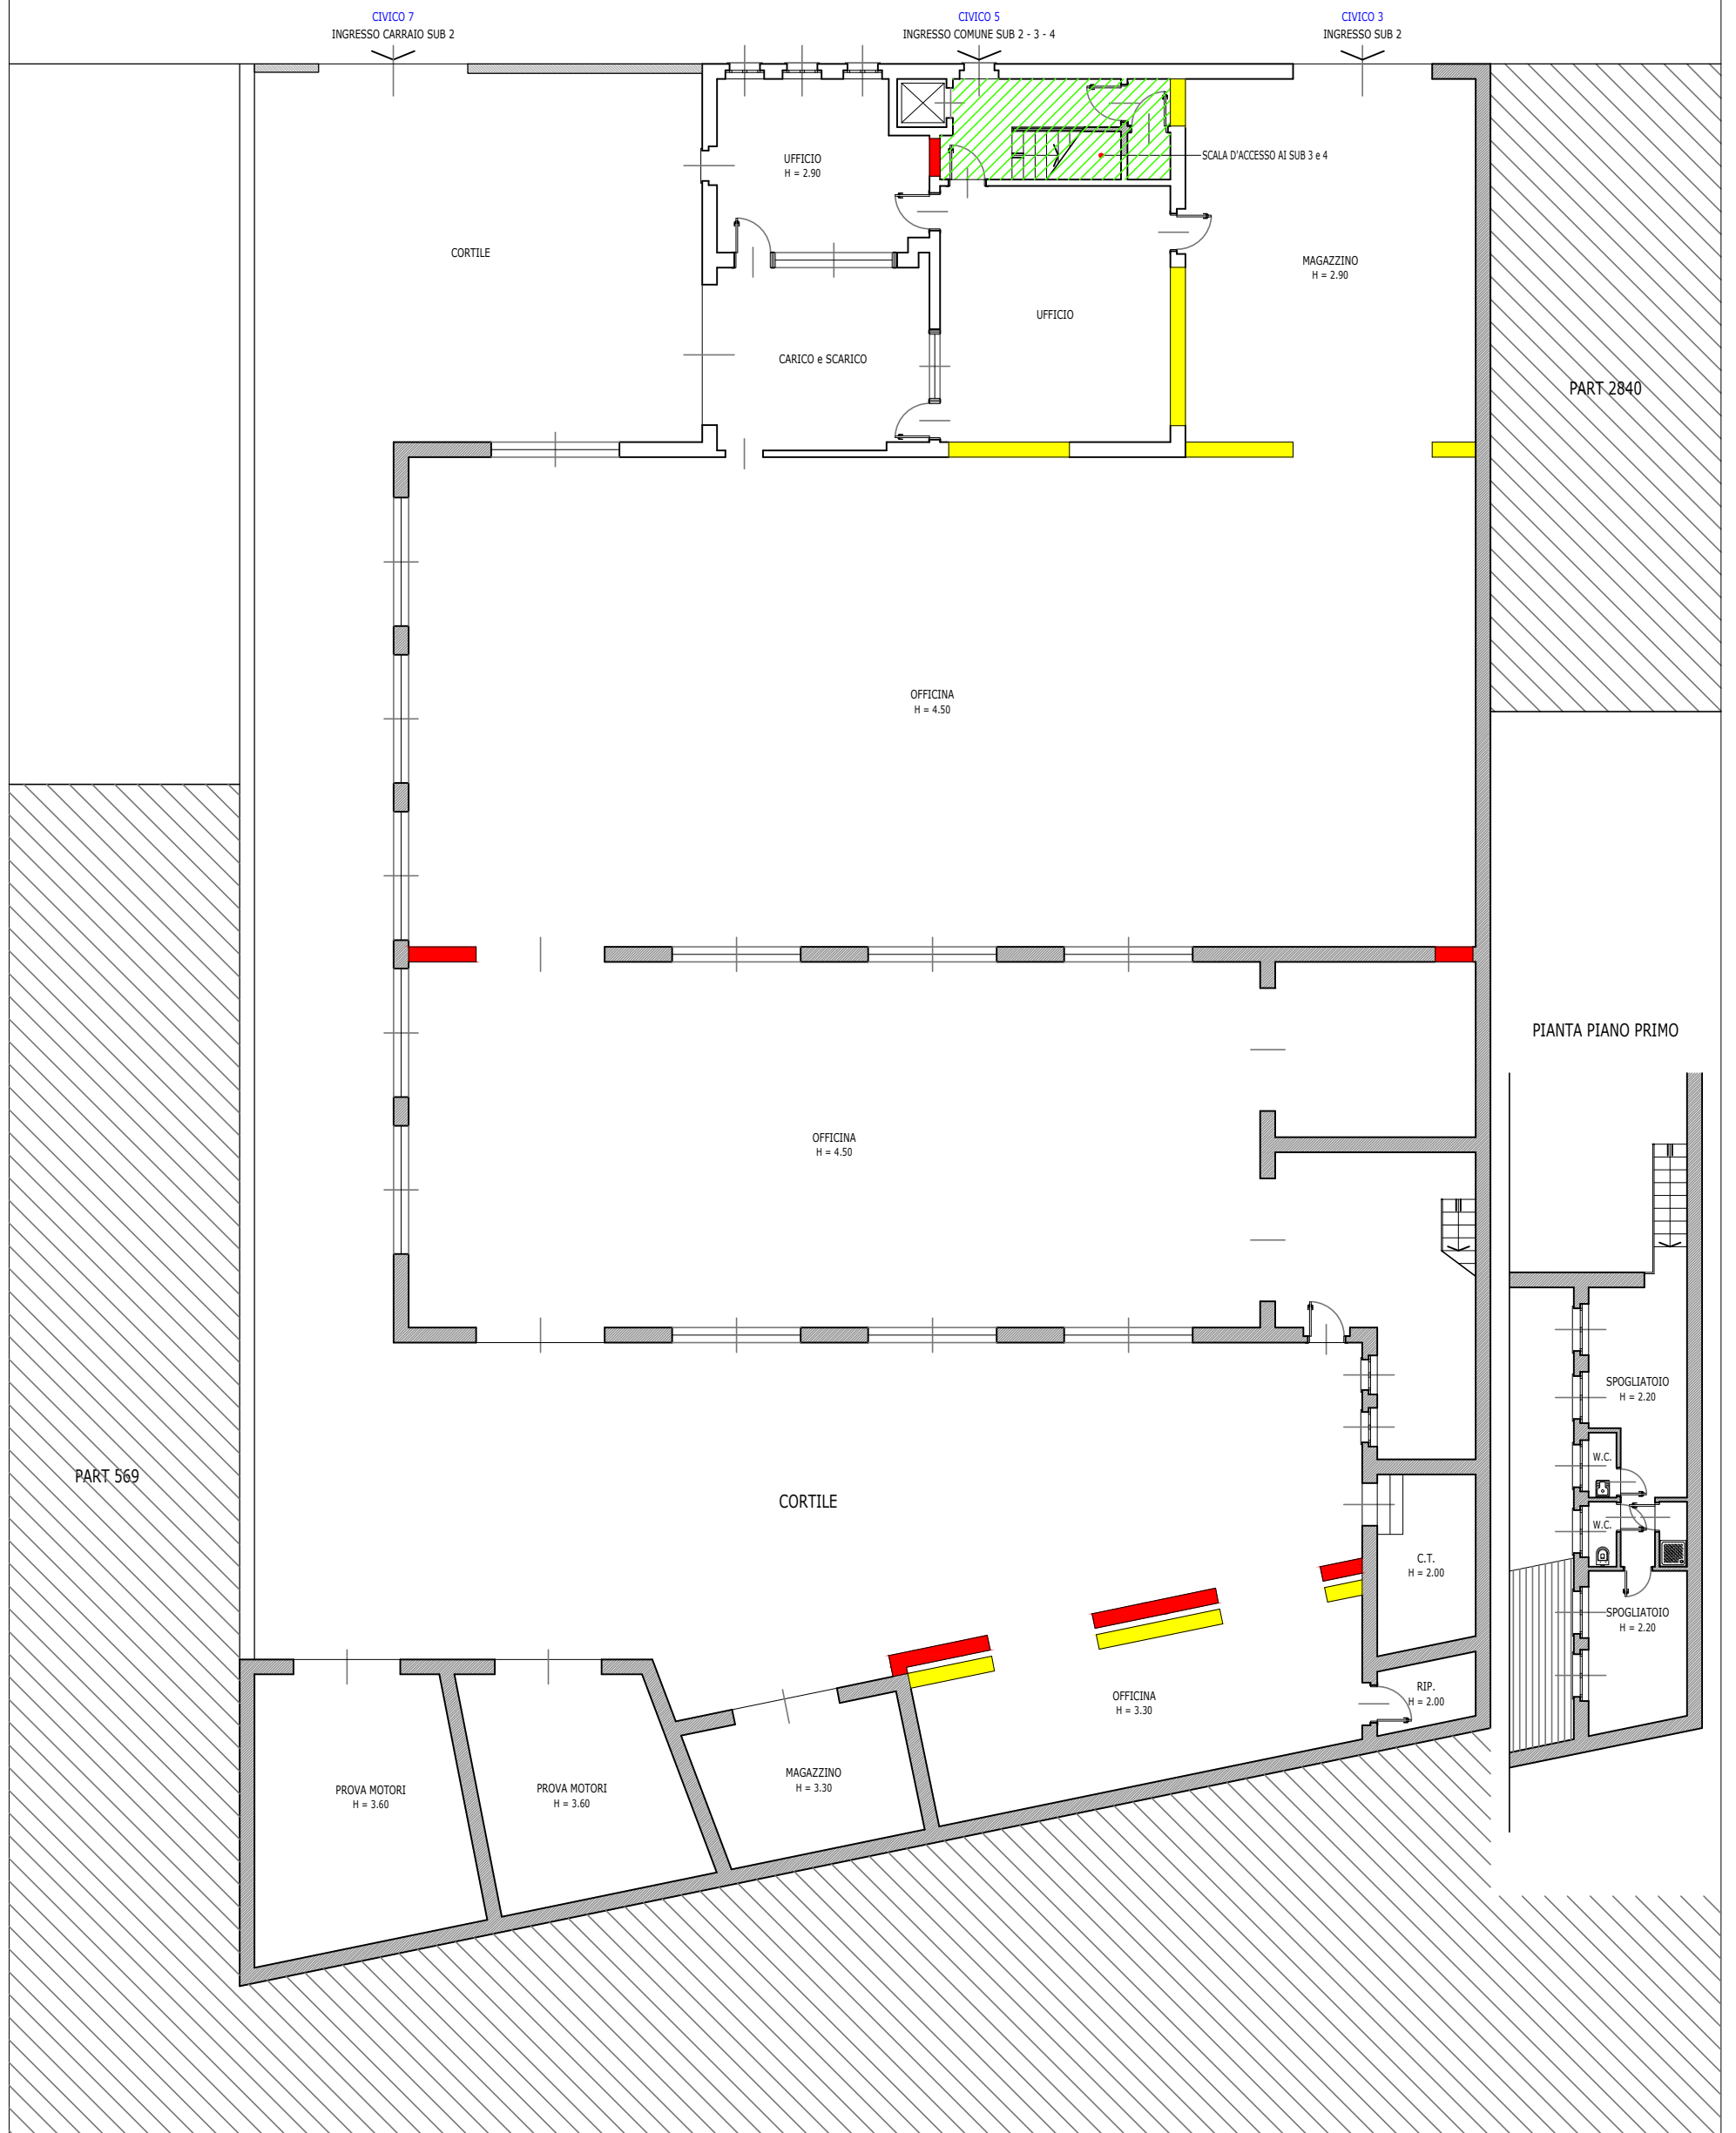 CIVICO 7
INGRESSO CARRAIO SUB 2
CIVICO 5
INGRESSO COMUNE SUB 2 - 3 - 4
CIVICO 3
INGRESSO SUB 2
UFFICIO
H = 2.90
SCALA D'ACCESSO AI SUB 3 e 4
CORTILE
MAGAZZINO
H = 2.90
UFFICIO
CARICO e SCARICO
PART 2840
OFFICINA
H = 4.50
PIANTA PIANO PRIMO
OFFICINA
H = 4.50
SPOGLIATOIO
H = 2.20
W.C.
PART 569
CORTILE
W.C.
C.T.
H = 2.00
SPOGLIATOIO
H = 2.20
RIP.
H = 2.00
OFFICINA
H = 3.30
MAGAZZINO
H = 3.30
PROVA MOTORI
H = 3.60
PROVA MOTORI
H = 3.60